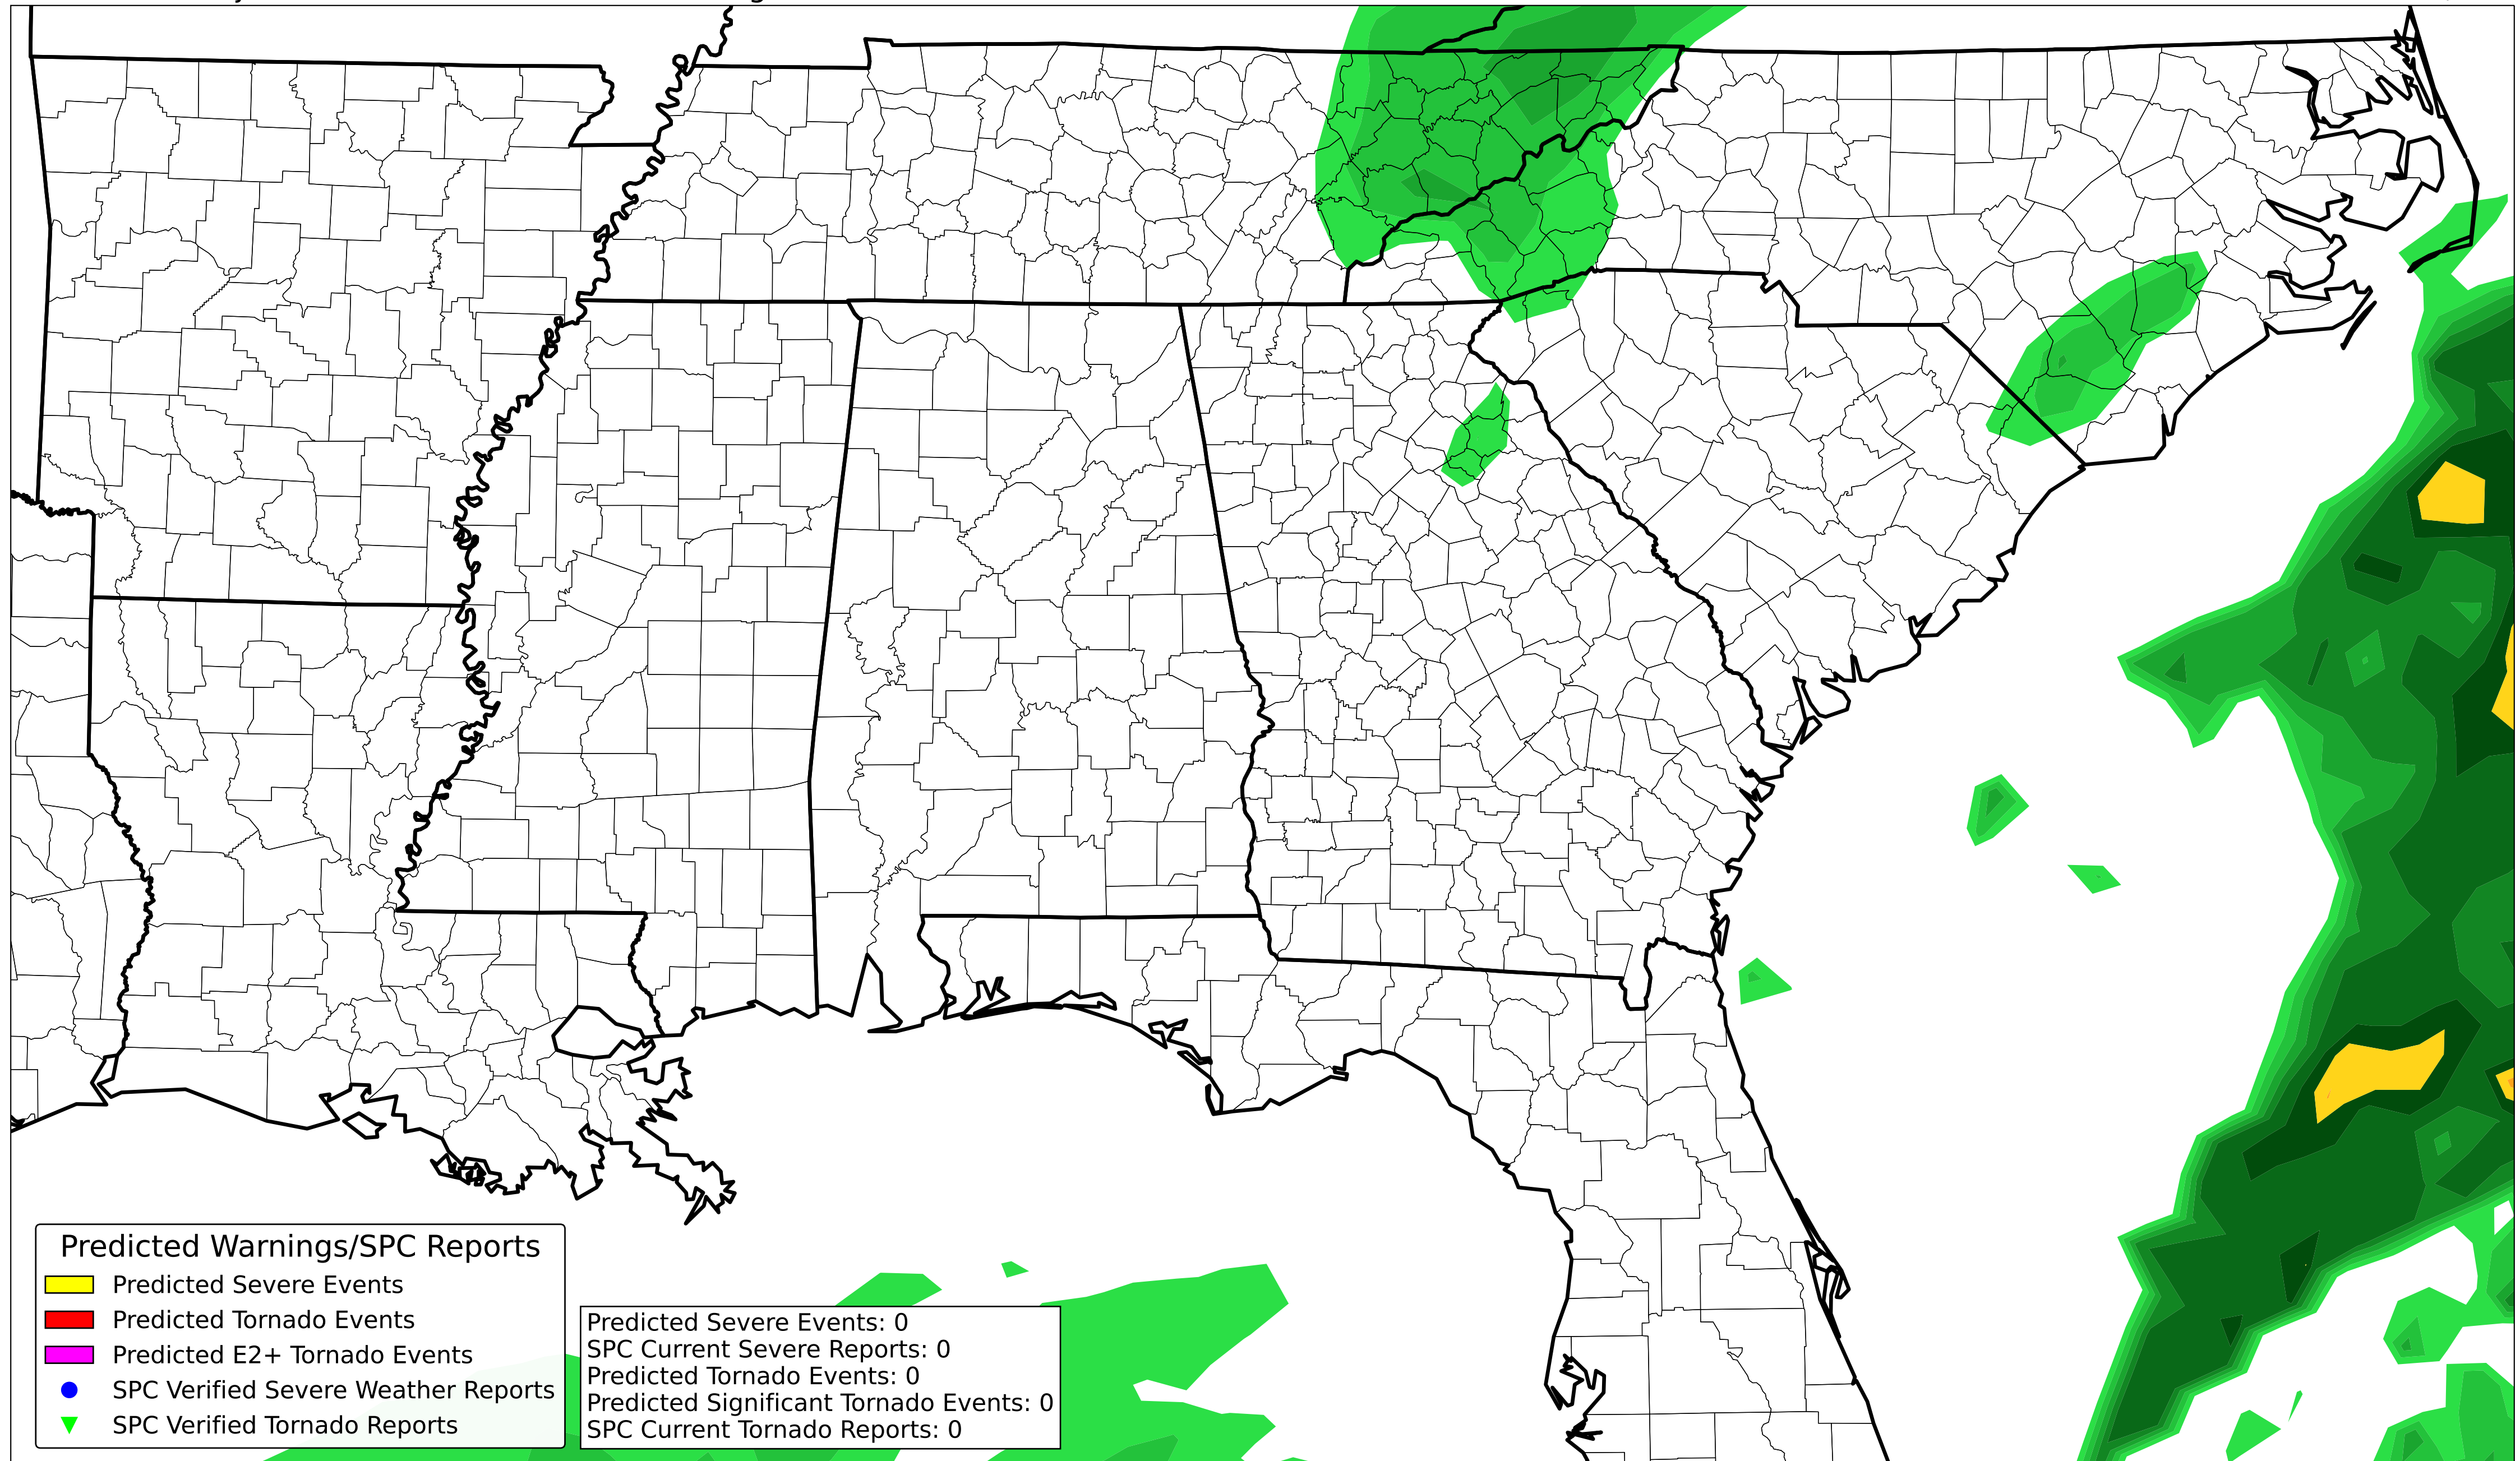 Predicted Warnings/SPC Reports
Predicted Severe Events
Predicted Tornado Events
Predicted E2+ Tornado Events
SPC Verified Severe Weather Reports
SPC Verified Tornado Reports
Predicted Severe Events: 0
SPC Current Severe Reports: 0
Predicted Tornado Events: 0
Predicted Significant Tornado Events: 0
SPC Current Tornado Reports: 0